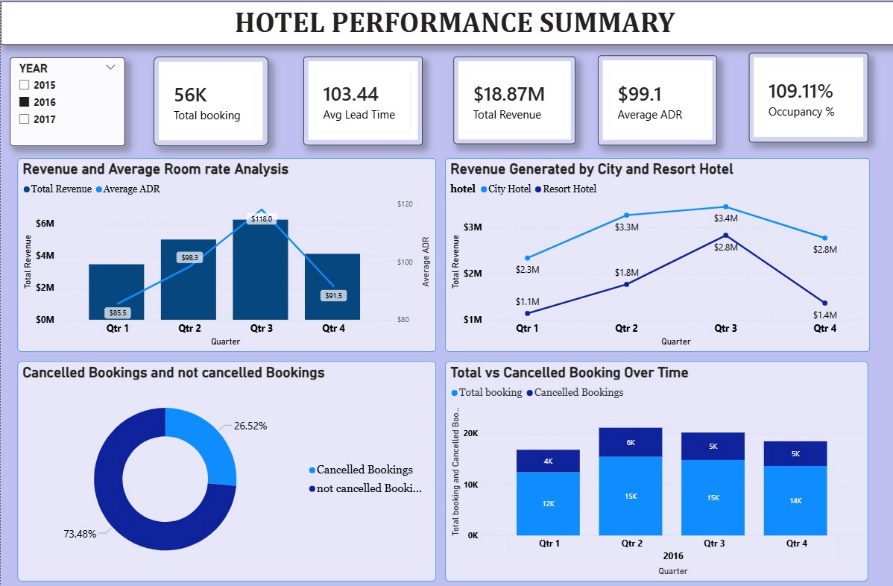 HOTEL PERFORMANCE SUMMARY
YEAR
2015
2016
2017
56K
Total booking
103.44
Avg Lead Time
$18.87M
Total Revenue
$99.1
Average ADR
109.11%
Occupancy %
Revenue and Average Room rate Analysis
Total Revenue Average ADR
Total Revenue
$6M
$4M
$2M
$0M
$85.5
$98.3
$118.0
$91.5
$120
$100
$80
Average ADR
Qtr 1 Qtr 2 Qtr 3 Qtr 4
Quarter
Revenue Generated by City and Resort Hotel
hotel City Hotel Resort Hotel
Total Revenue
$3M
$2M
$1M
$2.3M
$3.3M
$3.4M
$2.8M
$1.1M
$1.8M
$2.8M
$1.4M
Qtr 1 Qtr 2 Qtr 3 Qtr 4
Quarter
Cancelled Bookings and not cancelled Bookings
26.52%
73.48%
Cancelled Bookings
not cancelled Booki...
Total vs Cancelled Booking Over Time
Total booking Cancelled Bookings
Total booking and Cancelled Boo...
20K
10K
0K
4K
6K
5K
5K
12K
15K
15K
14K
Qtr 1 Qtr 2 Qtr 3 Qtr 4
2016
Quarter